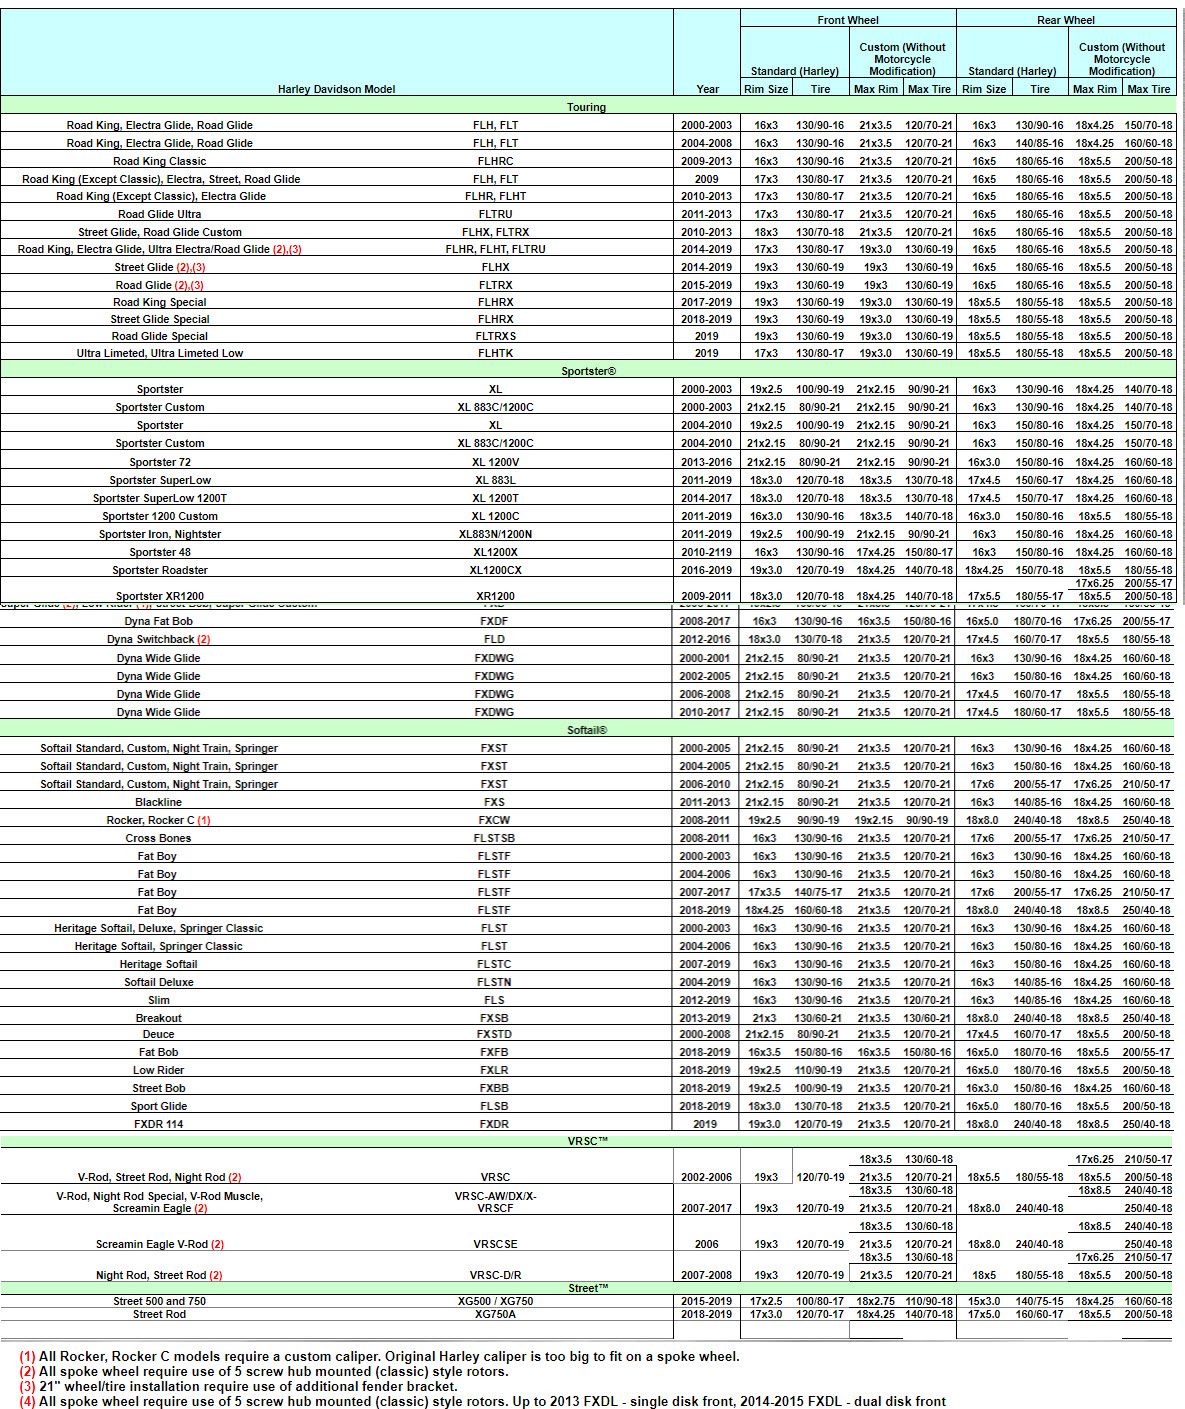 Front Wheel Rear Wheel
Custom (Without Custom (Without
Motorcycle Motorcycle
Standard (Harley) Modification) Standard (Harley) Modification)
Harley Davidson Model Year Rim Size Tire Max Rim Max Tire Rim Size Tire Max Rim Max Tire
Touring
Road King, Electra Glide, Road Glide FLH, FLT 2000-2003 16x3 130/90-16 21x3.5 120/70-21 16x3 130/90-16 18x4.25 150/70-18
Road King, Electra Glide, Road Glide FLH, FLT 2004-2008 16x3 130/90-16 21x3.5 120/70-21 16x3 140/85-16 18x4.25 160/60-18
Road King Classic FLHRC 2009-2013 16x3 130/90-16 21x3.5 120/70-21 16x5 180/65-16 18x5.5 200/50-18
Road King (Except Classic), Electra, Street, Road Glide FLH, FLT 2009 17x3 130/80-17 21x3.5 120/70-21 16x5 180/65-16 18x5.5 200/50-18
Road King (Except Classic), Electra Glide FLHR, FLHT 2010-2013 17x3 130/80-17 21x3.5 120/70-21 16x5 180/65-16 18x5.5 200/50-18
Road Glide Ultra FLTRU 2011-2013 17x3 130/80-17 21x3.5 120/70-21 16x5 180/65-16 18x5.5 200/50-18
Street Glide, Road Glide Custom FLHX, FLTRX 2010-2013 18x3 130/70-18 21x3.5 120/70-21 16x5 180/65-16 18x5.5 200/50-18
Road King, Electra Glide, Ultra Electra/Road Glide (2),(3) FLHR, FLHT, FLTRU 2014-2019 17x3 130/80-17 19x3.0 130/60-19 16x5 180/65-16 18x5.5 200/50-18
Street Glide (2),(3) FLHX 2014-2019 19x3 130/60-19 19x3 130/60-19 16x5 180/65-16 18x5.5 200/50-18
Road Glide (2),(3) FLTRX 2015-2019 19x3 130/60-19 19x3 130/60-19 16x5 180/65-16 18x5.5 200/50-18
Road King Special FLHRX 2017-2019 19x3 130/60-19 19x3.0 130/60-19 18x5.5 180/55-18 18x5.5 200/50-18
Street Glide Special FLHRX 2018-2019 19x3 130/60-19 19x3.0 130/60-19 18x5.5 180/55-18 18x5.5 200/50-18
Road Glide Special FLTRXS 2019 19x3 130/60-19 19x3.0 130/60-19 18x5.5 180/55-18 18x5.5 200/50-18
Ultra Limeted, Ultra Limeted Low FLHTK 2019 17x3 130/80-17 19x3.0 130/60-19 18x5.5 180/55-18 18x5.5 200/50-18
Sportster®
Sportster XL 2000-2003 19x2.5 100/90-19 21x2.15 90/90-21 16x3 130/90-16 18x4.25 140/70-18
Sportster Custom XL 883C/1200C 2000-2003 21x2.15 80/90-21 21x2.15 90/90-21 16x3 130/90-16 18x4.25 140/70-18
Sportster XL 2004-2010 19x2.5 100/90-19 21x2.15 90/90-21 16x3 150/80-16 18x4.25 150/70-18
Sportster Custom XL 883C/1200C 2004-2010 21x2.15 80/90-21 21x2.15 90/90-21 16x3 150/80-16 18x4.25 150/70-18
Sportster 72 XL 1200V 2013-2016 21x2.15 80/90-21 21x2.15 90/90-21 16x3.0 150/80-16 18x4.25 160/60-18
Sportster SuperLow XL 883L 2011-2019 18x3.0 120/70-18 18x3.5 130/70-18 17x4.5 150/60-17 18x4.25 160/60-18
Sportster SuperLow 1200T XL 1200T 2014-2017 18x3.0 120/70-18 18x3.5 130/70-18 17x4.5 150/70-17 18x4.25 160/60-18
Sportster 1200 Custom XL 1200C 2011-2019 16x3.0 130/90-16 18x3.5 140/70-18 16x3.0 150/80-16 18x5.5 180/55-18
Sportster Iron, Nightster XL883N/1200N 2011-2019 19x2.5 100/90-19 21x2.15 90/90-21 16x3 150/80-16 18x4.25 160/60-18
Sportster 48 XL1200X 2010-2119 16x3 130/90-16 17x4.25 150/80-17 16x3 150/80-16 18x4.25 160/60-18
Sportster Roadster XL1200CX 2016-2019 19x3.0 120/70-19 18x4.25 140/70-18 18x4.25 150/70-18 18x5.5 180/55-18
17x6.25 200/55-17
Sportster XR1200 XR1200 2009-2011 18x3.0 120/70-18 18x4.25 140/70-18 17x5.5 180/55-17 18x5.5 200/50-18
Dyna Fat Bob FXDF 2008-2017 16x3 130/90-16 16x3.5 150/80-16 16x5.0 180/70-16 17x6.25 200/55-17
Dyna Switchback (2) FLD 2012-2016 18x3.0 130/70-18 21x3.5 120/70-21 17x4.5 160/70-17 18x5.5 180/55-18
Dyna Wide Glide FXDWG 2000-2001 21x2.15 80/90-21 21x3.5 120/70-21 16x3 130/90-16 18x4.25 160/60-18
Dyna Wide Glide FXDWG 2002-2005 21x2.15 80/90-21 21x3.5 120/70-21 16x3 150/80-16 18x4.25 160/60-18
Dyna Wide Glide FXDWG 2006-2008 21x2.15 80/90-21 21x3.5 120/70-21 17x4.5 160/70-17 18x5.5 180/55-18
Dyna Wide Glide FXDWG 2010-2017 21x2.15 80/90-21 21x3.5 120/70-21 17x4.5 180/60-17 18x5.5 180/55-18
Softail®
Softail Standard, Custom, Night Train, Springer FXST 2000-2005 21x2.15 80/90-21 21x3.5 120/70-21 16x3 130/90-16 18x4.25 160/60-18
Softail Standard, Custom, Night Train, Springer FXST 2004-2005 21x2.15 80/90-21 21x3.5 120/70-21 16x3 150/80-16 18x4.25 160/60-18
Softail Standard, Custom, Night Train, Springer FXST 2006-2010 21x2.15 80/90-21 21x3.5 120/70-21 17x6 200/55-17 17x6.25 210/50-17
Blackline FXS 2011-2013 21x2.15 80/90-21 21x3.5 120/70-21 16x3 140/85-16 18x4.25 160/60-18
Rocker, Rocker C (1) FXCW 2008-2011 19x2.5 90/90-19 19x2.15 90/90-19 18x8.0 240/40-18 18x8.5 250/40-18
Cross Bones FLSTSB 2008-2011 16x3 130/90-16 21x3.5 120/70-21 17x6 200/55-17 17x6.25 210/50-17
Fat Boy FLSTF 2000-2003 16x3 130/90-16 21x3.5 120/70-21 16x3 130/90-16 18x4.25 160/60-18
Fat Boy FLSTF 2004-2006 16x3 130/90-16 21x3.5 120/70-21 16x3 150/80-16 18x4.25 160/60-18
Fat Boy FLSTF 2007-2017 17x3.5 140/75-17 21x3.5 120/70-21 17x6 200/55-17 17x6.25 210/50-17
Fat Boy FLSTF 2018-2019 18x4.25 160/60-18 21x3.5 120/70-21 18x8.0 240/40-18 18x8.5 250/40-18
Heritage Softail, Deluxe, Springer Classic FLST 2000-2003 16x3 130/90-16 21x3.5 120/70-21 16x3 130/90-16 18x4.25 160/60-18
Heritage Softail, Springer Classic FLST 2004-2006 16x3 130/90-16 21x3.5 120/70-21 16x3 150/80-16 18x4.25 160/60-18
Heritage Softail FLSTC 2007-2019 16x3 130/90-16 21x3.5 120/70-21 16x3 150/80-16 18x4.25 160/60-18
Softail Deluxe FLSTN 2004-2019 16x3 130/90-16 21x3.5 120/70-21 16x3 140/85-16 18x4.25 160/60-18
Slim FLS 2012-2019 16x3 130/90-16 21x3.5 120/70-21 16x3 140/85-16 18x4.25 160/60-18
Breakout FXSB 2013-2019 21x3 130/60-21 21x3.5 130/60-21 18x8.0 240/40-18 18x8.5 250/40-18
Deuce FXSTD 2000-2008 21x2.15 80/90-21 21x3.5 120/70-21 17x4.5 160/70-17 18x5.5 200/50-18
Fat Bob FXFB 2018-2019 16x3.5 150/80-16 16x3.5 150/80-16 16x5.0 180/70-16 18x5.5 200/55-17
Low Rider FXLR 2018-2019 19x2.5 110/90-19 21x3.5 120/70-21 16x5.0 180/70-16 18x5.5 200/50-18
Street Bob FXBB 2018-2019 19x2.5 100/90-19 21x3.5 120/70-21 16x3.0 150/80-16 18x4.25 160/60-18
Sport Glide FLSB 2018-2019 18x3.0 130/70-18 21x3.5 120/70-21 16x5.0 180/70-16 18x5.5 200/50-18
FXDR 114 FXDR 2019 19x3.0 120/70-19 21x3.5 120/70-21 18x8.0 240/40-18 18x8.5 250/40-18
VRSC™
18x3.5 130/60-18 17x6.25 210/50-17
V-Rod, Street Rod, Night Rod (2) VRSC 2002-2006 19x3 120/70-19 21x3.5 120/70-21 18x5.5 180/55-18 18x5.5 200/50-18
V-Rod, Night Rod Special, V-Rod Muscle, VRSC-AW/DX/X- 18x3.5 130/60-18 18x8.5 240/40-18
Screamin Eagle (2) VRSCF 2007-2017 19x3 120/70-19 21x3.5 120/70-21 18x8.0 240/40-18 250/40-18
18x3.5 130/60-18 18x8.5 240/40-18
Screamin Eagle V-Rod (2) VRSCSE 2006 19x3 120/70-19 21x3.5 120/70-21 18x8.0 240/40-18 250/40-18
18x3.5 130/60-18 17x6.25 210/50-17
Night Rod, Street Rod (2) VRSC-D/R 2007-2008 19x3 120/70-19 21x3.5 120/70-21 18x5 180/55-18 18x5.5 200/50-18
Street™
Street 500 and 750 XG500 / XG750 2015-2019 17x2.5 100/80-17 18x2.75 110/90-18 15x3.0 140/75-15 18x4.25 160/60-18
Street Rod XG750A 2018-2019 17x3.0 120/70-17 18x4.25 140/70-18 17x5.0 160/60-17 18x5.5 200/50-18
(1) All Rocker, Rocker C models require a custom caliper. Original Harley caliper is too big to fit on a spoke wheel.
(2) All spoke wheel require use of 5 screw hub mounted (classic) style rotors.
(3) 21" wheel/tire installation require use of additional fender bracket.
(4) All spoke wheel require use of 5 screw hub mounted (classic) style rotors. Up to 2013 FXDL - single disk front, 2014-2015 FXDL - dual disk front